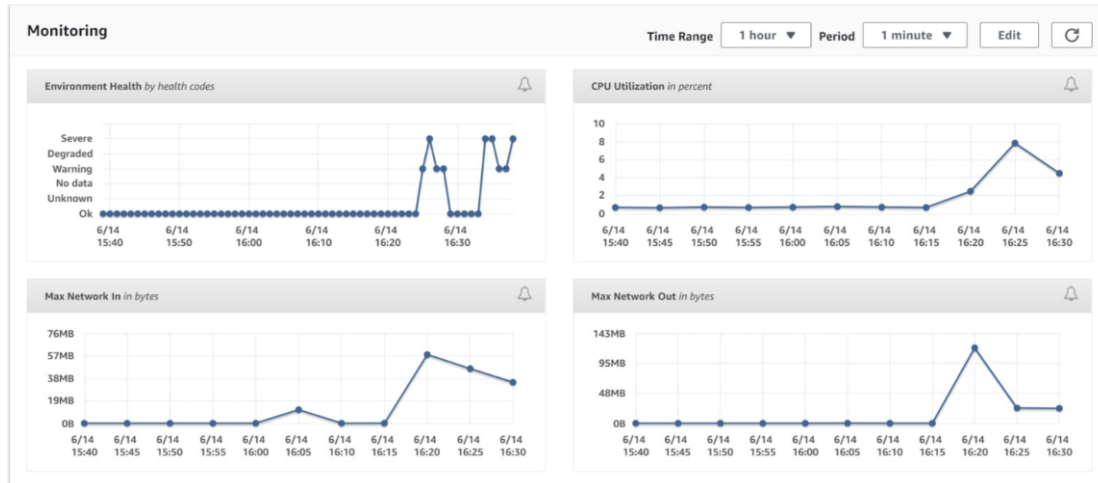 Monitoring
Time Range 1 hour Period 1 minute Edit
Environment Health by health codes
Severe
Degraded
Warning
No data
Unknown
Ok
6/14 6/14 6/14 6/14 6/14 6/14
15:40 15:50 16:00 16:10 16:20 16:30
CPU Utilization in percent
10
8
6
4
2
0
6/14 6/14 6/14 6/14 6/14 6/14 6/14 6/14 6/14 6/14 6/14
15:40 15:45 15:50 15:55 16:00 16:05 16:10 16:15 16:20 16:25 16:30
Max Network In in bytes
76MB
57MB
38MB
19MB
0B
6/14 6/14 6/14 6/14 6/14 6/14 6/14 6/14 6/14 6/14 6/14
15:40 15:45 15:50 15:55 16:00 16:05 16:10 16:15 16:20 16:25 16:30
Max Network Out in bytes
143MB
95MB
48MB
0B
6/14 6/14 6/14 6/14 6/14 6/14 6/14 6/14 6/14 6/14 6/14
15:40 15:45 15:50 15:55 16:00 16:05 16:10 16:15 16:20 16:25 16:30